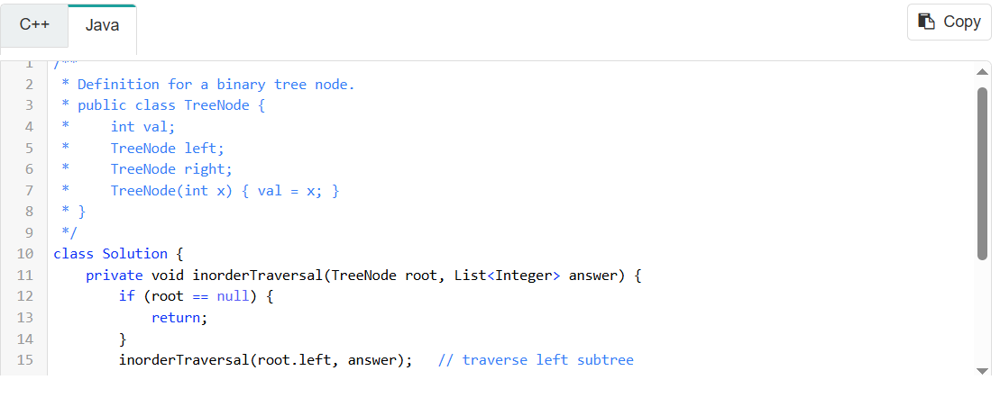 C++ Java Copy
1 /**
2  * Definition for a binary tree node.
3  * public class TreeNode {
4  *     int val;
5  *     TreeNode left;
6  *     TreeNode right;
7  *     TreeNode(int x) { val = x; }
8  * }
9  */
10 class Solution {
11     private void inorderTraversal(TreeNode root, List<Integer> answer) {
12         if (root == null) {
13             return;
14         }
15         inorderTraversal(root.left, answer);   // traverse left subtree